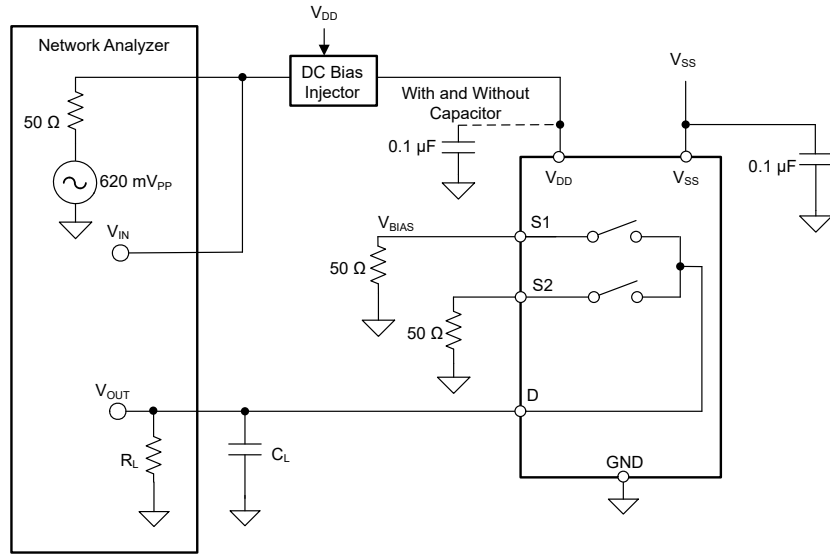 V_DD
Network Analyzer
DC Bias
Injector
V_SS
With and Without
Capacitor
50 Ω
0.1 µF
0.1 µF
620 mV_PP
V_DD
V_SS
V_IN
V_BIAS
S1
50 Ω
S2
50 Ω
V_OUT
D
R_L
C_L
GND